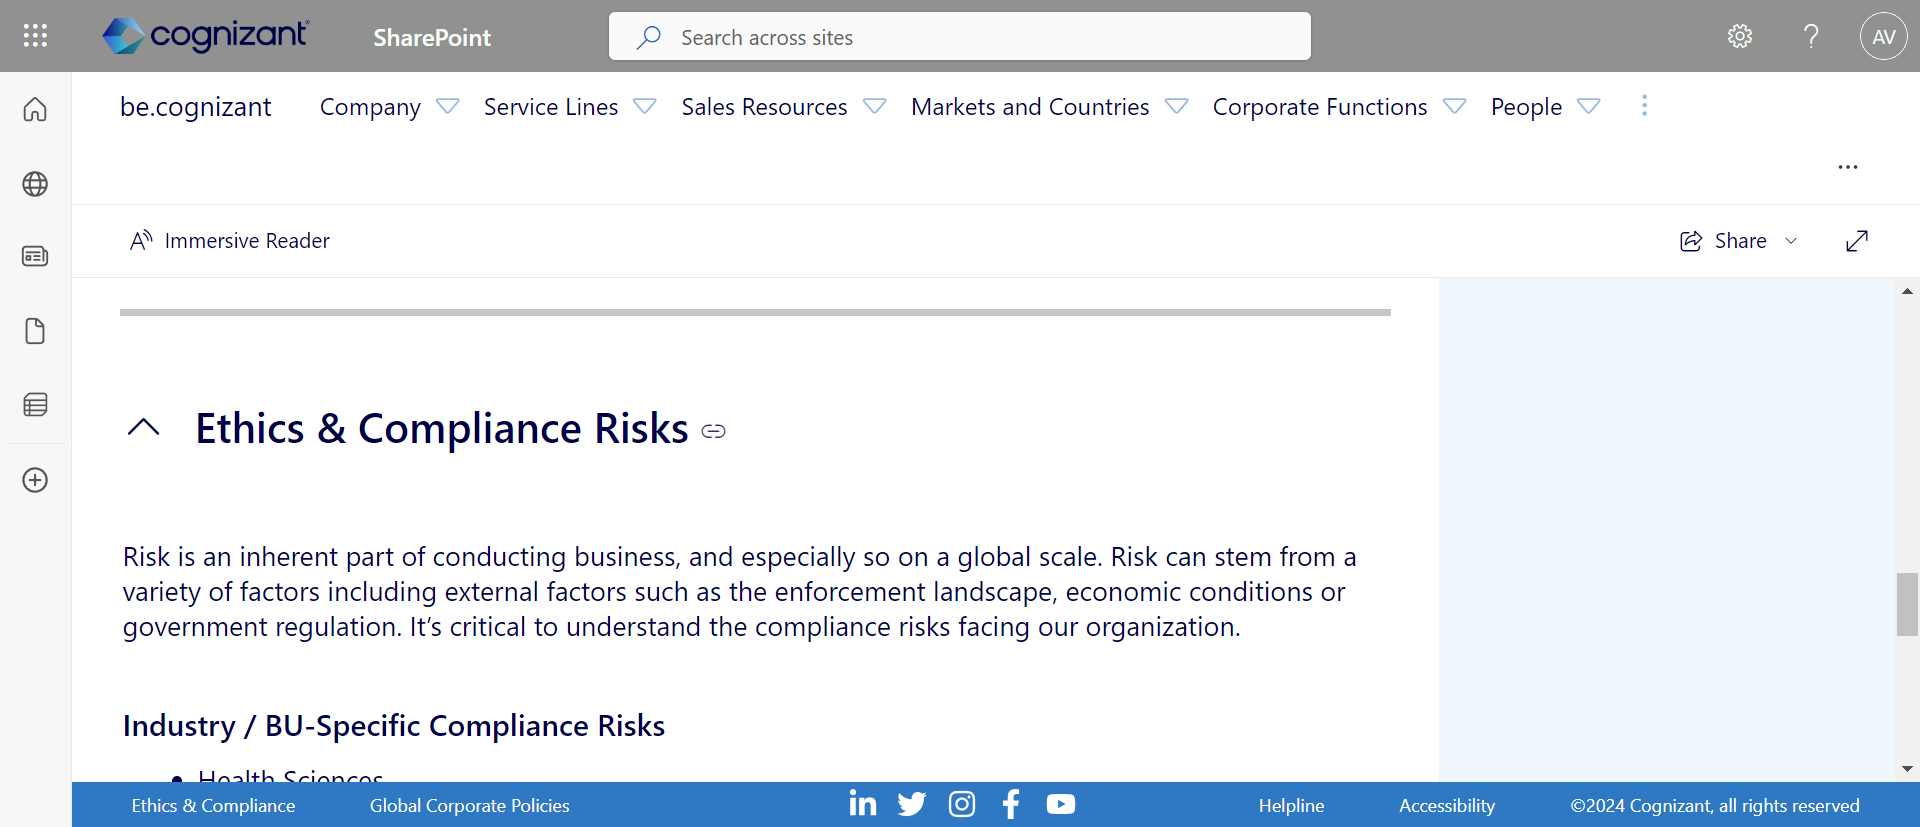 cognizant
SharePoint
Search across sites
AV
be.cognizant
Company
Service Lines
Sales Resources
Markets and Countries
Corporate Functions
People
Immersive Reader
Share
Ethics & Compliance Risks
Risk is an inherent part of conducting business, and especially so on a global scale. Risk can stem from a
variety of factors including external factors such as the enforcement landscape, economic conditions or
government regulation. It’s critical to understand the compliance risks facing our organization.
Industry / BU-Specific Compliance Risks
• Health Sciences
Ethics & Compliance
Global Corporate Policies
Helpline
Accessibility
©2024 Cognizant, all rights reserved